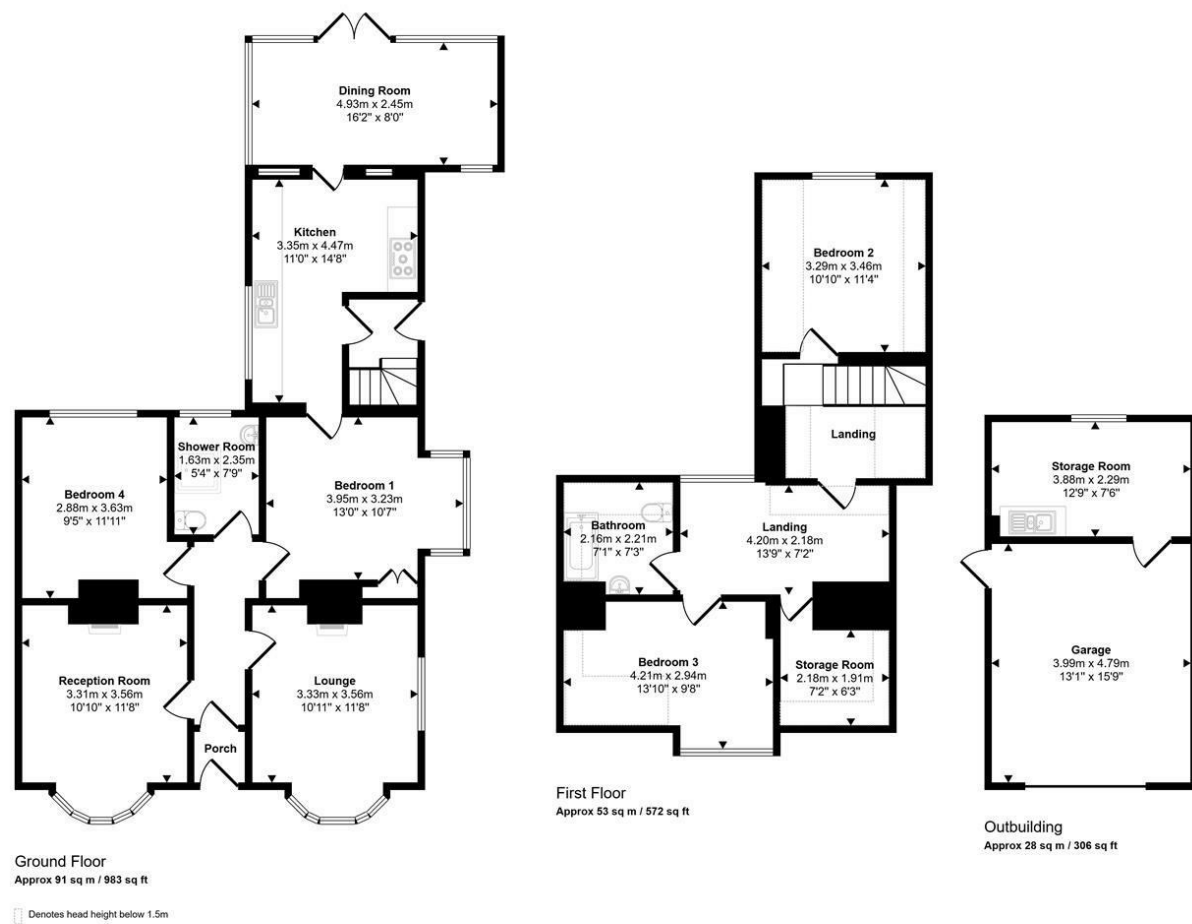 Dining Room
4.93m x 2.45m
16'2" x 8'0"
Kitchen
3.35m x 4.47m
11'0" x 14'8"
Shower Room
1.63m x 2.35m
5'4" x 7'9"
Bedroom 4
2.88m x 3.63m
9'5" x 11'11"
Bedroom 1
3.95m x 3.23m
13'0" x 10'7"
Reception Room
3.31m x 3.56m
10'10" x 11'8"
Lounge
3.33m x 3.56m
10'11" x 11'8"
Porch
Ground Floor
Approx 91 sq m / 983 sq ft
Denotes head height below 1.5m
Bedroom 2
3.29m x 3.46m
10'10" x 11'4"
Landing
Bathroom
2.16m x 2.21m
7'1" x 7'3"
Landing
4.20m x 2.18m
13'9" x 7'2"
Bedroom 3
4.21m x 2.94m
13'10" x 9'8"
Storage Room
2.18m x 1.91m
7'2" x 6'3"
First Floor
Approx 53 sq m / 572 sq ft
Storage Room
3.88m x 2.29m
12'9" x 7'6"
Garage
3.99m x 4.79m
13'1" x 15'9"
Outbuilding
Approx 28 sq m / 306 sq ft